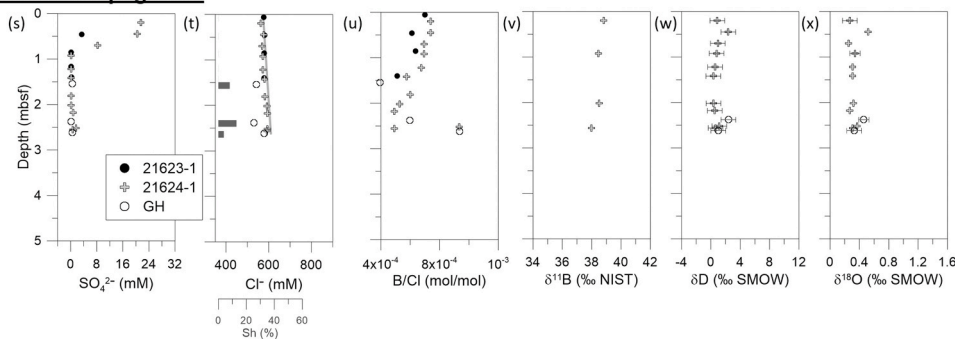 (s) (t) (u) (v) (w) (x)
0
1
2
3
4
5
Depth (mbsf)
21623-1
21624-1
GH
0 8 16 24 32
SO₄²⁻ (mM)
400 600 800
Cl⁻ (mM)
0 30 60
Sh (%)
4x10⁻⁴ 8x10⁻⁴ 10⁻³
B/Cl (mol/mol)
34 36 38 40 42
δ¹¹B (‰ NIST)
-4 0 4 8 12
δD (‰ SMOW)
0 0.4 0.8 1.2 1.6
δ¹⁸O (‰ SMOW)